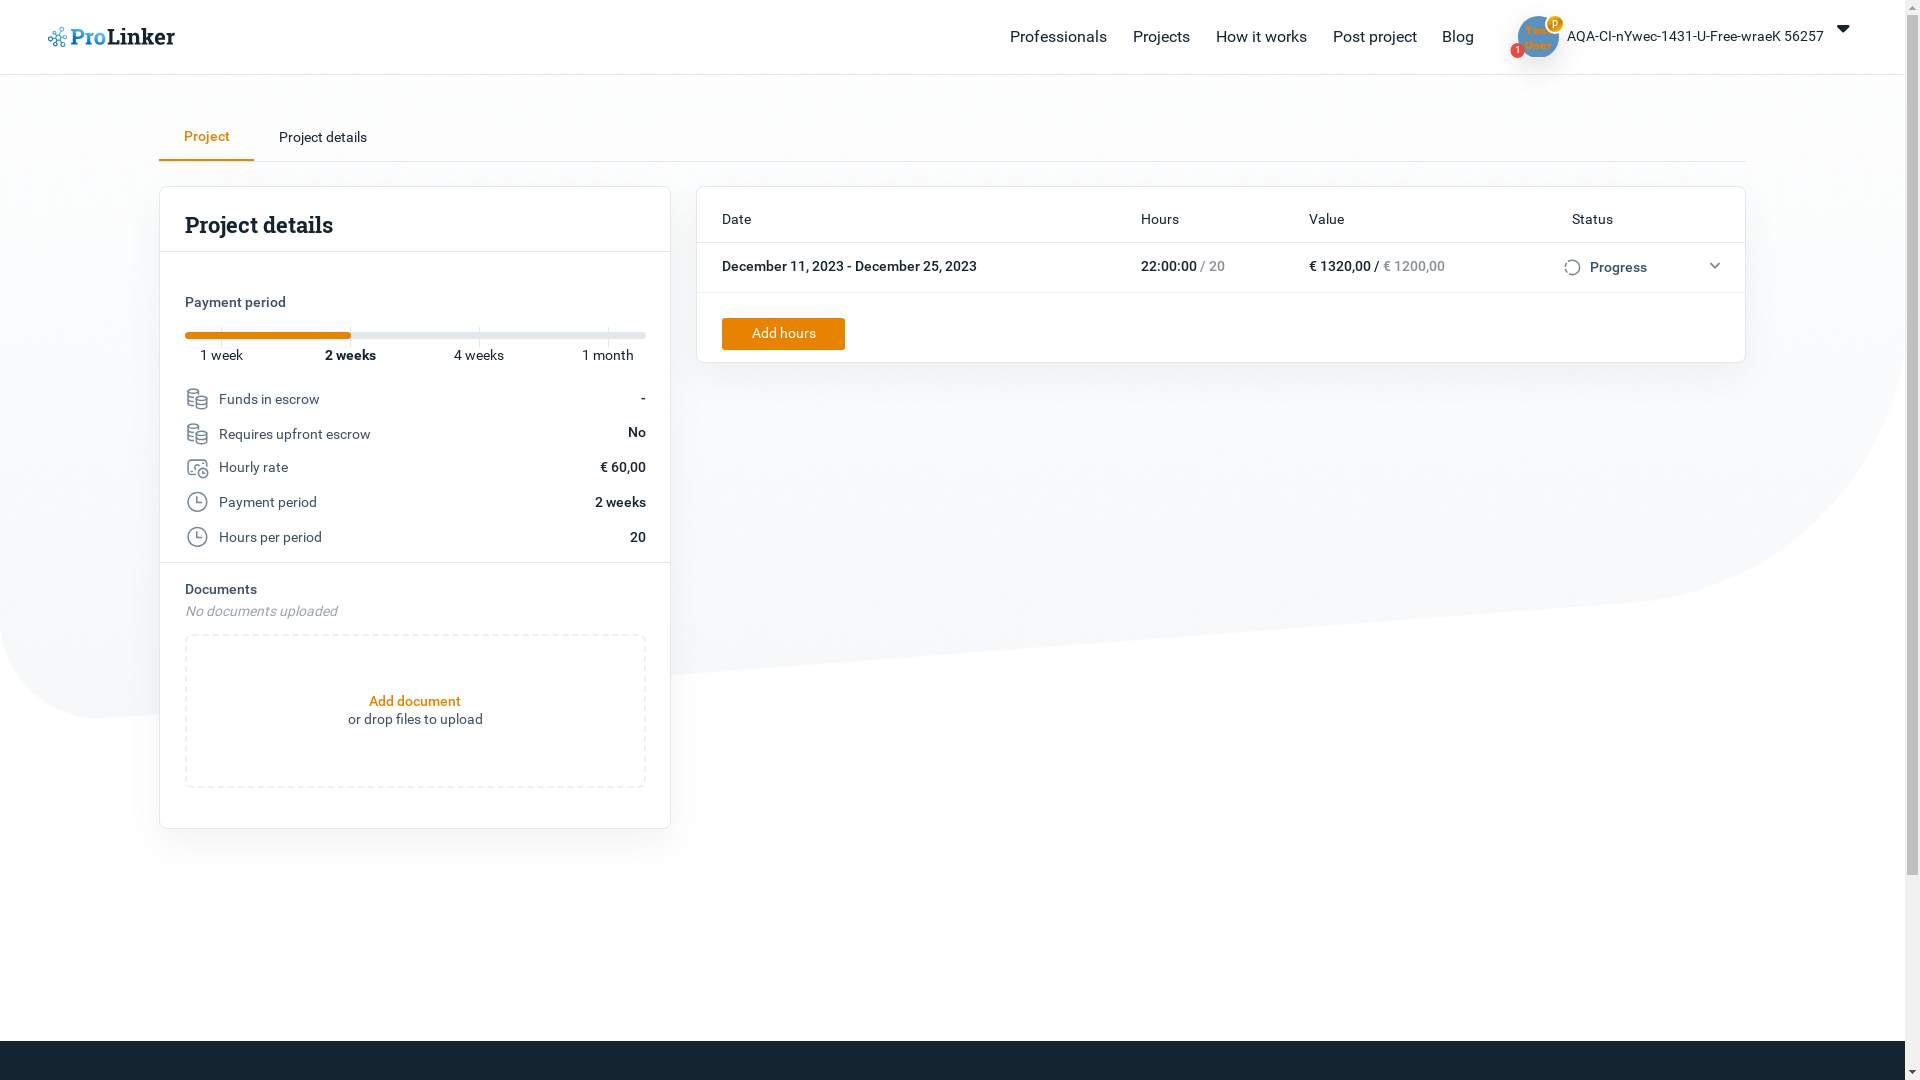 ProLinker
Professionals
Projects
How it works
Post project
Blog
Test
User
p
1
AQA-CI-nYwec-1431-U-Free-wraeK 56257
Project
Project details
Project details
Payment period
1 week
2 weeks
4 weeks
1 month
Funds in escrow -
Requires upfront escrow No
Hourly rate € 60,00
Payment period 2 weeks
Hours per period 20
Documents
No documents uploaded
Add document
or drop files to upload
Date Hours Value Status
December 11, 2023 - December 25, 2023 22:00:00 / 20 € 1320,00 / € 1200,00 Progress
Add hours